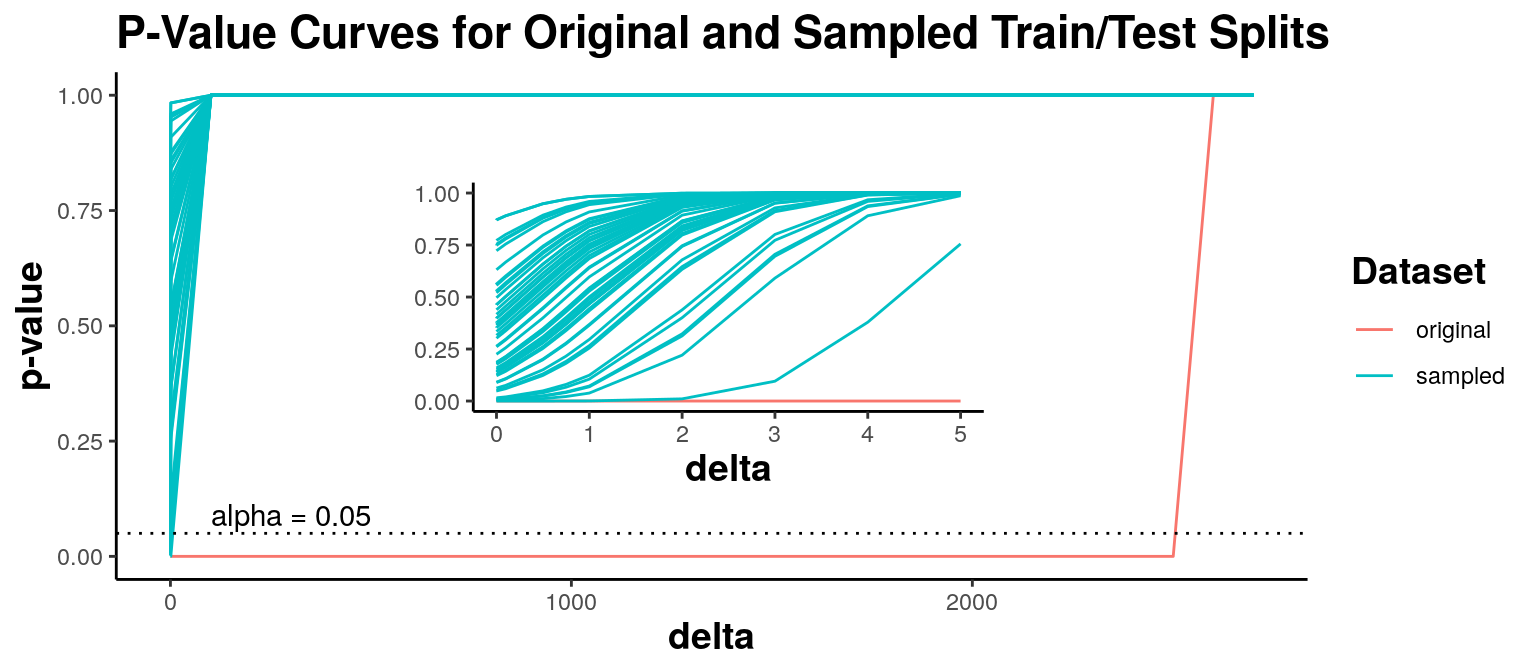 P-Value Curves for Original and Sampled Train/Test Splits
p-value
1.00
0.75
0.50
0.25
0.00
alpha = 0.05
0
1000
2000
delta
1.00
0.75
0.50
0.25
0.00
0
1
2
3
4
5
delta
Dataset
original
sampled